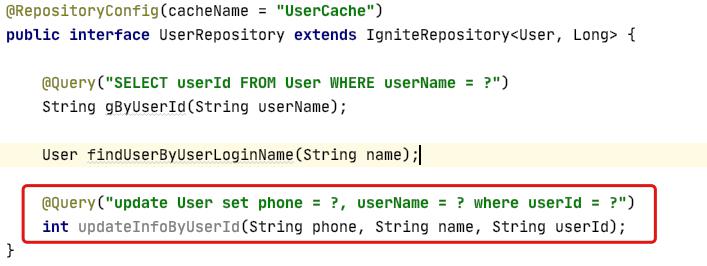 @RepositoryConfig(cacheName = "UserCache")
public interface UserRepository extends IgniteRepository<User, Long> {
@Query("SELECT userId FROM User WHERE userName = ?")
String gByUserId(String userName);
User findUserByUserLoginName(String name);
@Query("update User set phone = ?, userName = ? where userId = ?")
int updateInfoByUserId(String phone, String name, String userId);
}